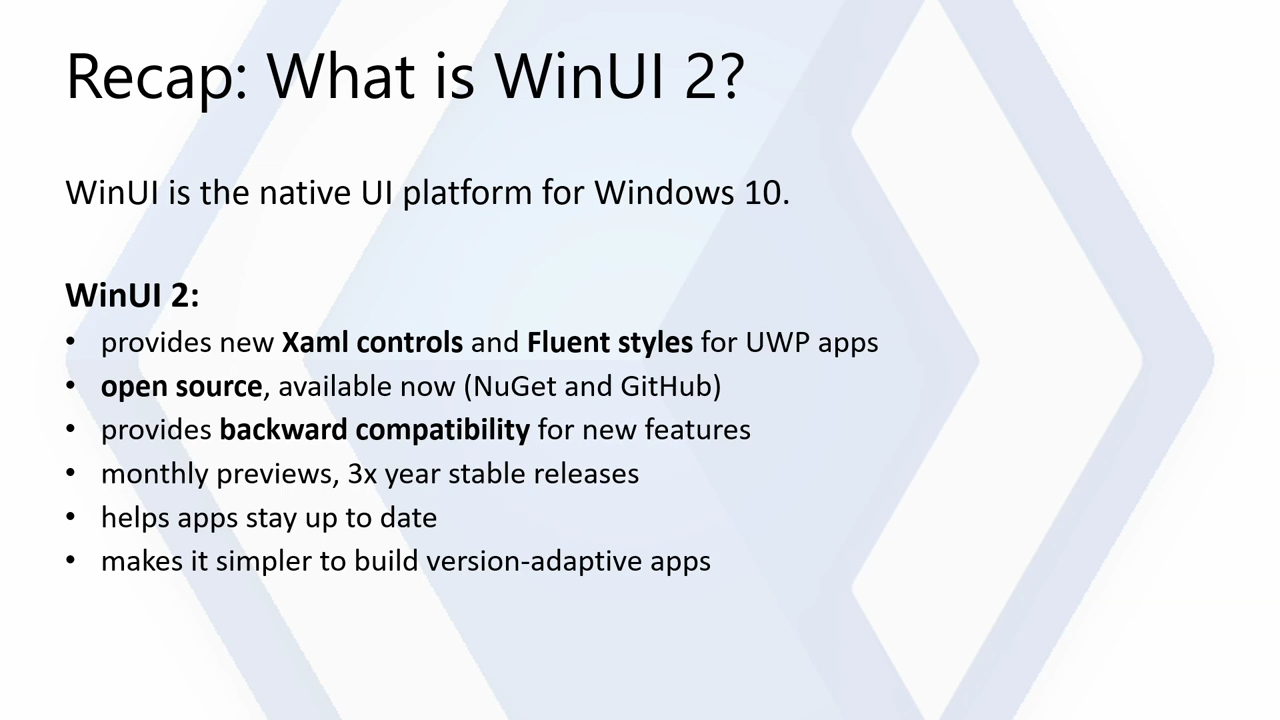 Recap: What is WinUI 2?
WinUI is the native UI platform for Windows 10.
WinUI 2:
• provides new Xaml controls and Fluent styles for UWP apps
• open source, available now (NuGet and GitHub)
• provides backward compatibility for new features
• monthly previews, 3x year stable releases
• helps apps stay up to date
• makes it simpler to build version-adaptive apps